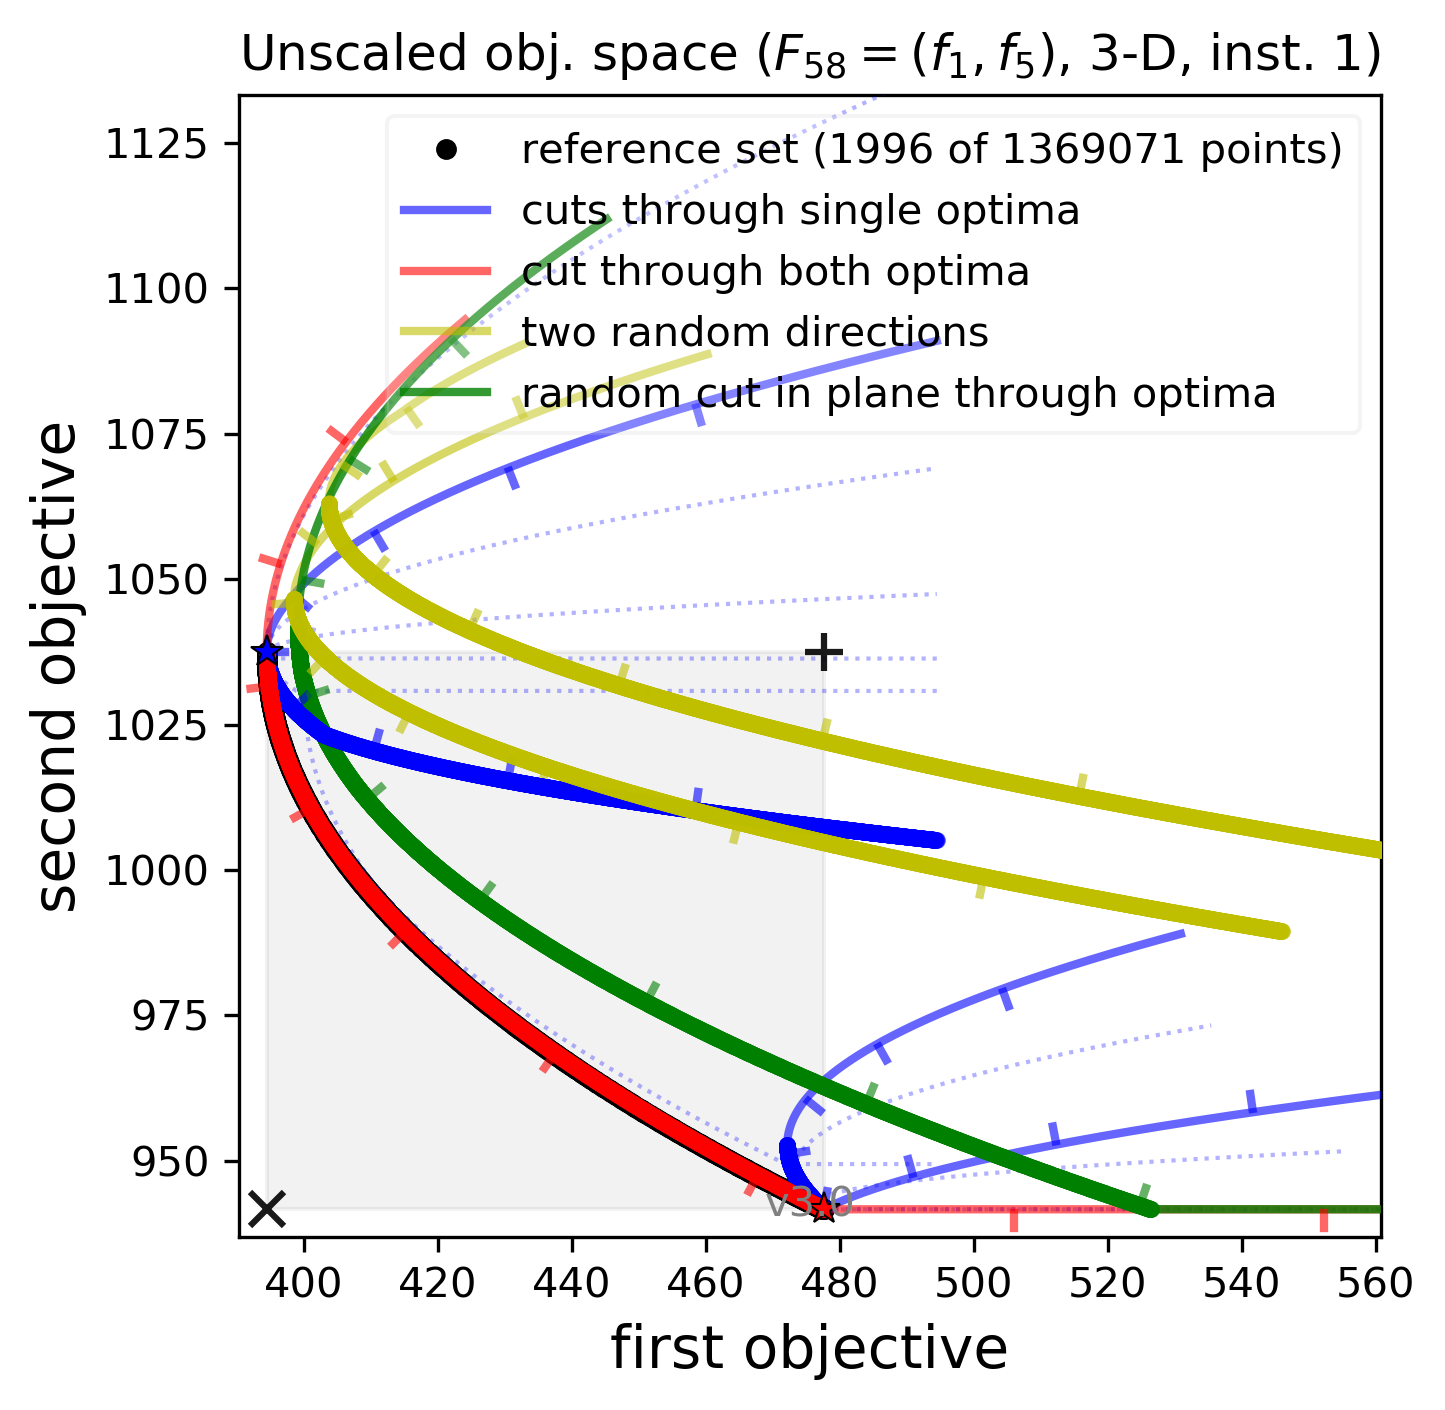 Unscaled obj. space (F58 = (f1, f5), 3-D, inst. 1)
reference set (1996 of 1369071 points)
cuts through single optima
cut through both optima
two random directions
random cut in plane through optima
second objective
1125
1100
1075
1050
1025
1000
975
950
v3.0
400 420 440 460 480 500 520 540 560
first objective